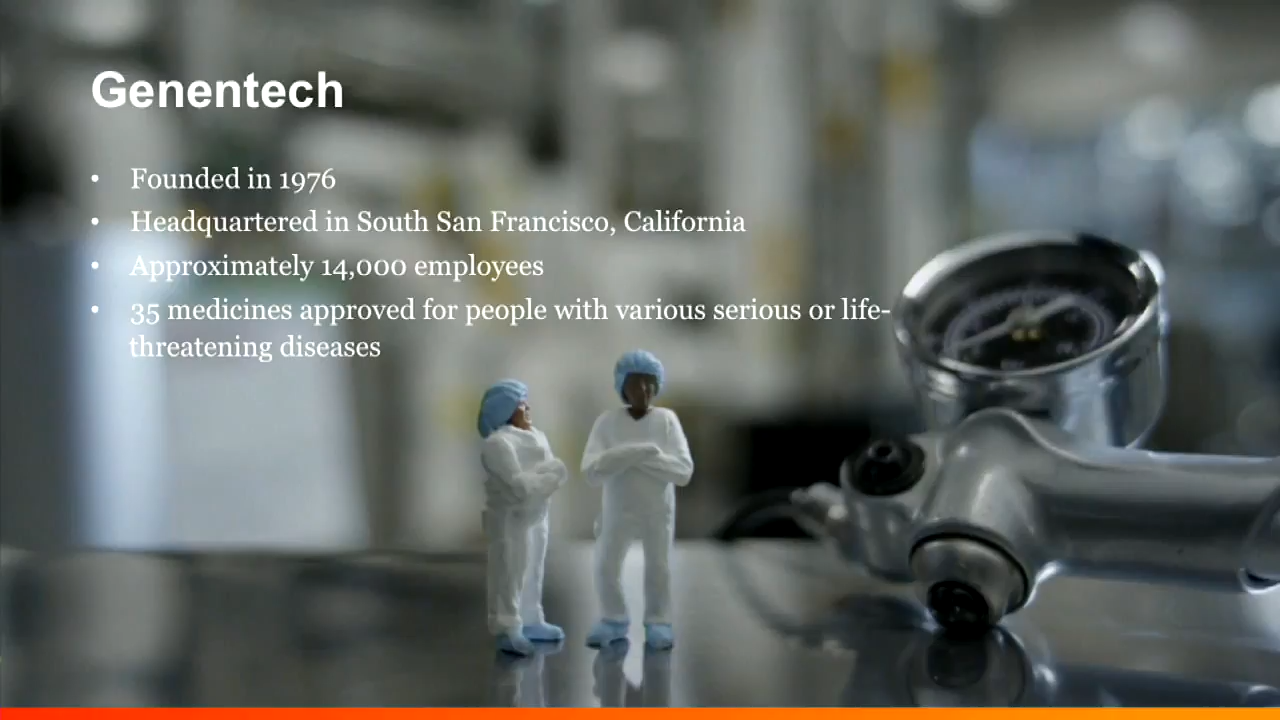 Genentech
• Founded in 1976
• Headquartered in South San Francisco, California
• Approximately 14,000 employees
• 35 medicines approved for people with various serious or life-
threatening diseases